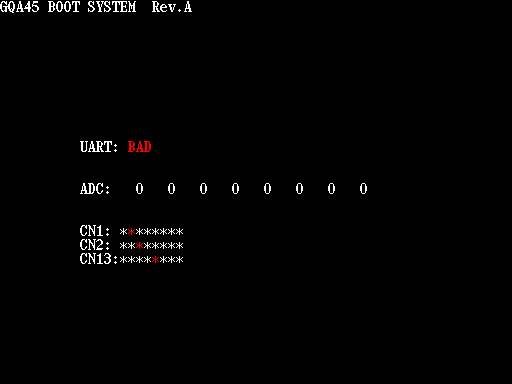 GQA45 BOOT SYSTEM  Rev.A
UART: BAD
ADC:   0   0   0   0   0   0   0   0
CN1: ********
CN2: ********
CN13:********